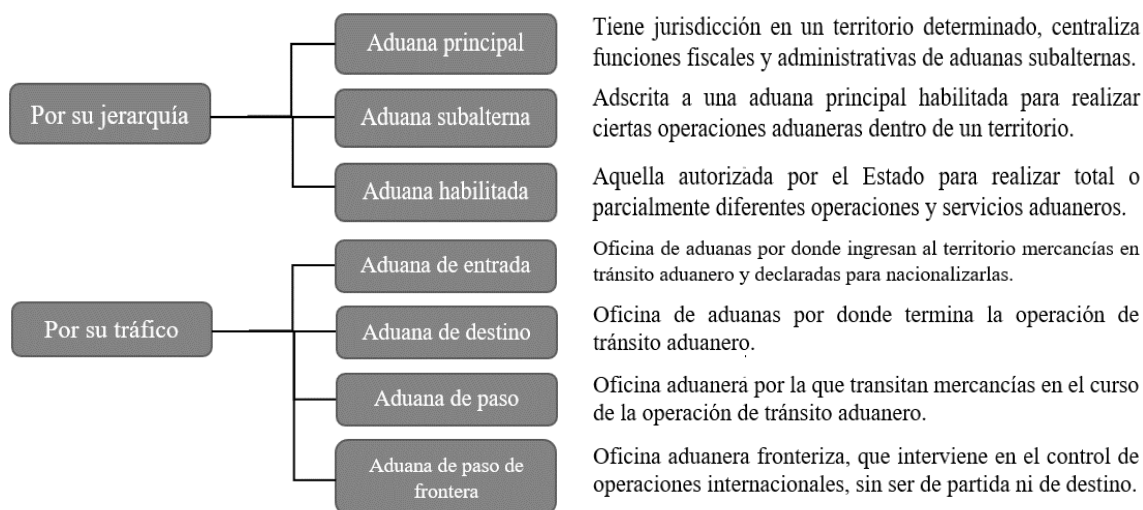 Por su jerarquía
Aduana principal
Tiene jurisdicción en un territorio determinado, centraliza
funciones fiscales y administrativas de aduanas subalternas.
Aduana subalterna
Adscrita a una aduana principal habilitada para realizar
ciertas operaciones aduaneras dentro de un territorio.
Aduana habilitada
Aquella autorizada por el Estado para realizar total o
parcialmente diferentes operaciones y servicios aduaneros.
Por su tráfico
Aduana de entrada
Oficina de aduanas por donde ingresan al territorio mercancías en
tránsito aduanero y declaradas para nacionalizarlas.
Aduana de destino
Oficina de aduanas por donde termina la operación de
tránsito aduanero.
Aduana de paso
Oficina aduanera por la que transitan mercancías en el curso
de la operación de tránsito aduanero.
Aduana de paso de
frontera
Oficina aduanera fronteriza, que interviene en el control de
operaciones internacionales, sin ser de partida ni de destino.